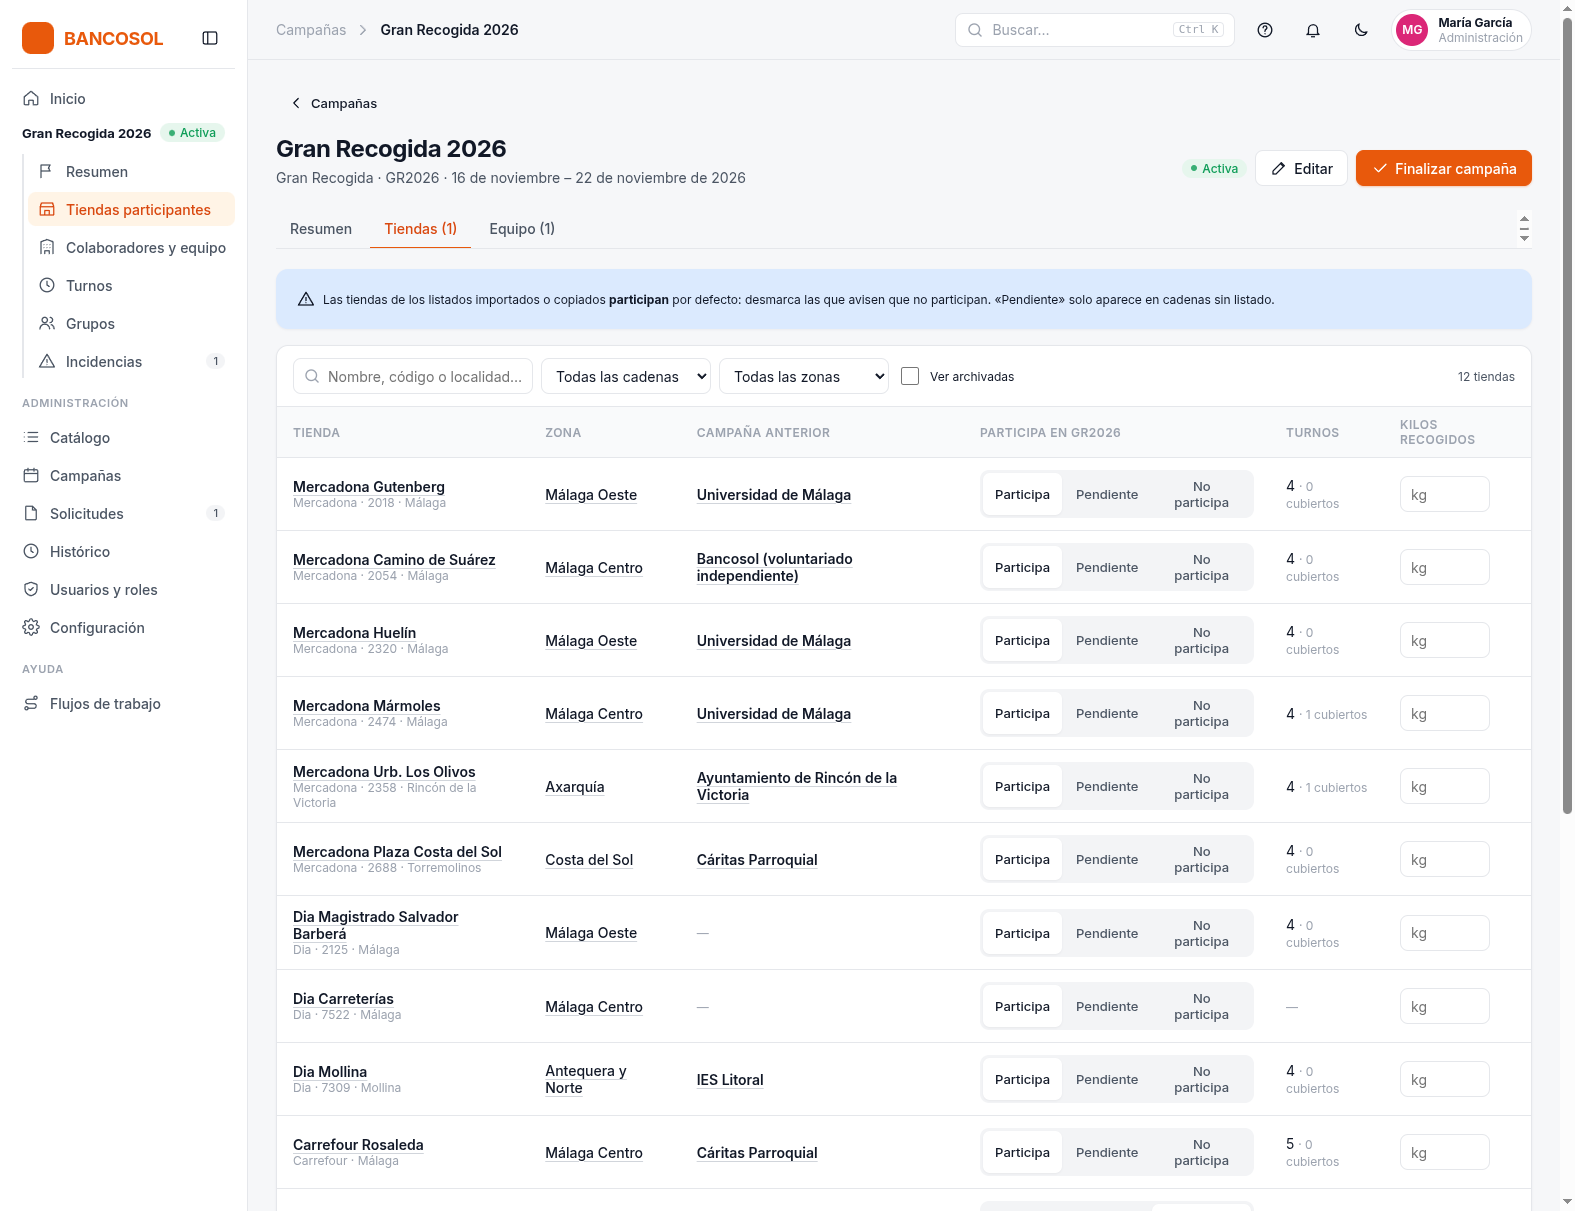 BANCOSOL
Inicio
Gran Recogida 2026 Activa
Resumen
Tiendas participantes
Colaboradores y equipo
Turnos
Grupos
Incidencias 1
ADMINISTRACIÓN
Catálogo
Campañas
Solicitudes 1
Histórico
Usuarios y roles
Configuración
AYUDA
Flujos de trabajo
Campañas Gran Recogida 2026
Buscar... Ctrl K
MG
María García
Administración
Campañas
Gran Recogida 2026
Gran Recogida · GR2026 · 16 de noviembre – 22 de noviembre de 2026
Activa Editar Finalizar campaña
Resumen Tiendas (1) Equipo (1)
Las tiendas de los listados importados o copiados participan por defecto: desmarca las que avisen que no participan. «Pendiente» solo aparece en cadenas sin listado.
Nombre, código o localidad... Todas las cadenas Todas las zonas Ver archivadas 12 tiendas
TIENDA ZONA CAMPAÑA ANTERIOR PARTICIPA EN GR2026 TURNOS KILOS
RECOGIDOS
Mercadona Gutenberg
Mercadona · 2018 · Málaga
Málaga Oeste
Universidad de Málaga
Participa Pendiente No
participa
4 · 0
cubiertos
kg
Mercadona Camino de Suárez
Mercadona · 2054 · Málaga
Málaga Centro
Bancosol (voluntariado
independiente)
Participa Pendiente No
participa
4 · 0
cubiertos
kg
Mercadona Huelín
Mercadona · 2320 · Málaga
Málaga Oeste
Universidad de Málaga
Participa Pendiente No
participa
4 · 0
cubiertos
kg
Mercadona Mármoles
Mercadona · 2474 · Málaga
Málaga Centro
Universidad de Málaga
Participa Pendiente No
participa
4 · 1 cubiertos
kg
Mercadona Urb. Los Olivos
Mercadona · 2358 · Rincón de la
Victoria
Axarquía
Ayuntamiento de Rincón de la
Victoria
Participa Pendiente No
participa
4 · 1 cubiertos
kg
Mercadona Plaza Costa del Sol
Mercadona · 2688 · Torremolinos
Costa del Sol
Cáritas Parroquial
Participa Pendiente No
participa
4 · 0
cubiertos
kg
Dia Magistrado Salvador
Barberá
Dia · 2125 · Málaga
Málaga Oeste
—
Participa Pendiente No
participa
4 · 0
cubiertos
kg
Dia Carreterías
Dia · 7522 · Málaga
Málaga Centro
—
Participa Pendiente No
participa
—
kg
Dia Mollina
Dia · 7309 · Mollina
Antequera y
Norte
IES Litoral
Participa Pendiente No
participa
4 · 0
cubiertos
kg
Carrefour Rosaleda
Carrefour · Málaga
Málaga Centro
Cáritas Parroquial
Participa Pendiente No
participa
5 · 0
cubiertos
kg